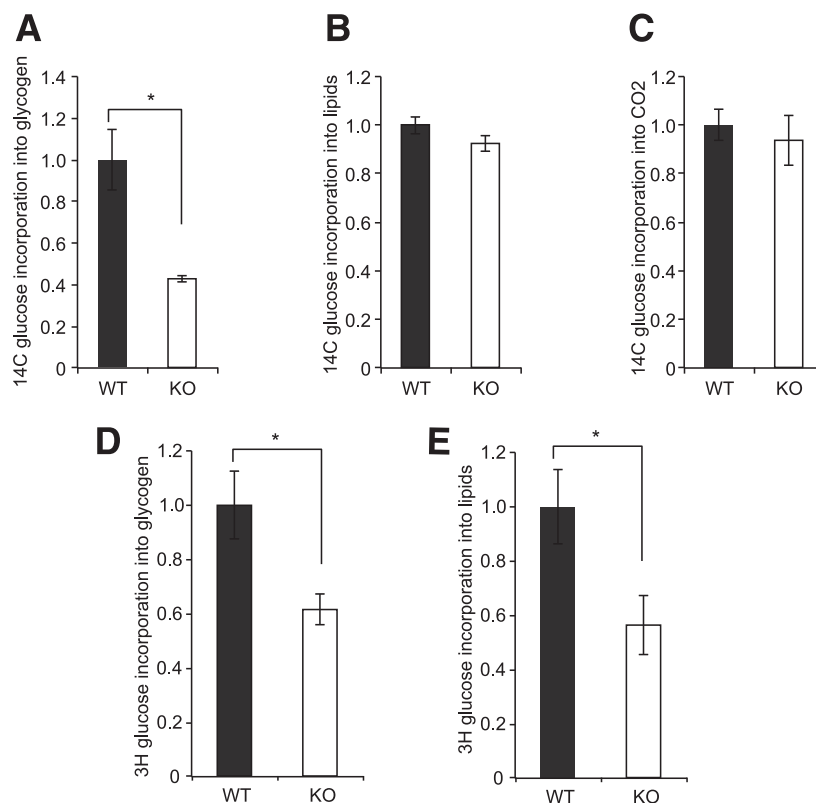 A
14C glucose incorporation into glycogen
1.4
1.2
1.0
0.8
0.6
0.4
0.2
0
*
WT KO
B
14C glucose incorporation into lipids
1.2
1.0
0.8
0.6
0.4
0.2
0
WT KO
C
14C glucose incorporation into CO2
1.2
1.0
0.8
0.6
0.4
0.2
0
WT KO
D
3H glucose incorporation into glycogen
1.2
1.0
0.8
0.6
0.4
0.2
0
*
WT KO
E
3H glucose incorporation into lipids
1.2
1.0
0.8
0.6
0.4
0.2
0
*
WT KO